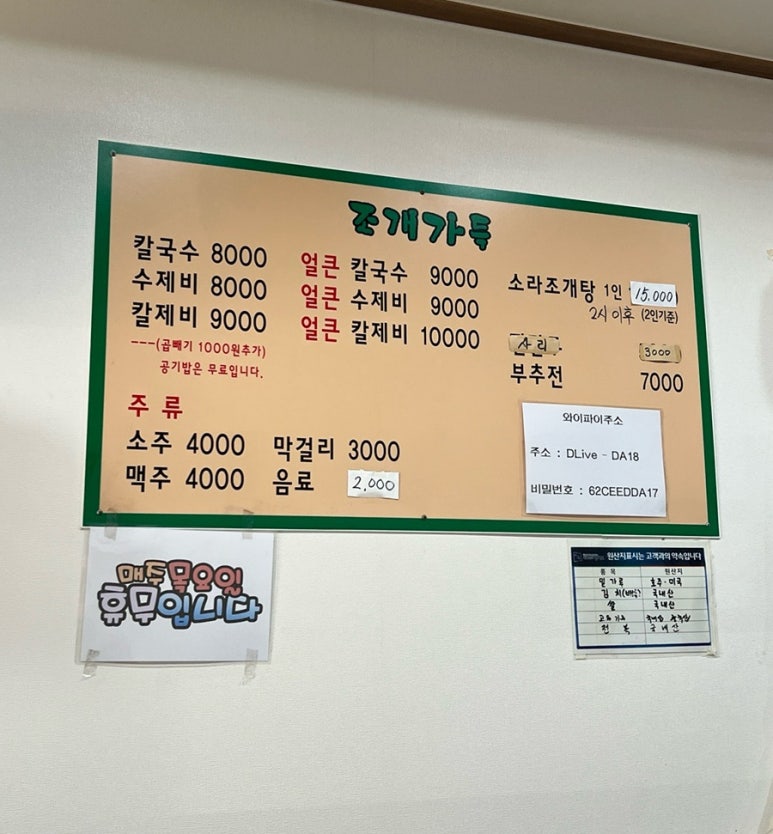 조개가득
칼국수 8000
수제비 8000
칼제비 9000
---(곱빼기 1000원추가)
공기밥은 무료입니다.
얼큰 칼국수 9000
얼큰 수제비 9000
얼큰 칼제비 10000
소라조개탕 1인 15,000
2시 이후 (2인기준)
사리 3000
부추전 7000
주류
소주 4000 막걸리 3000
맥주 4000 음료 2,000
와이파이주소
주소 : DLive - DA18
비밀번호 : 62CEEDDA17
매주목요일
휴무입니다
원산지표시는 고객과의 약속입니다
품목 원산지
밀가루 호주·미국
김치(배추) 국내산
쌀 국내산
고추가루
전복 국내산